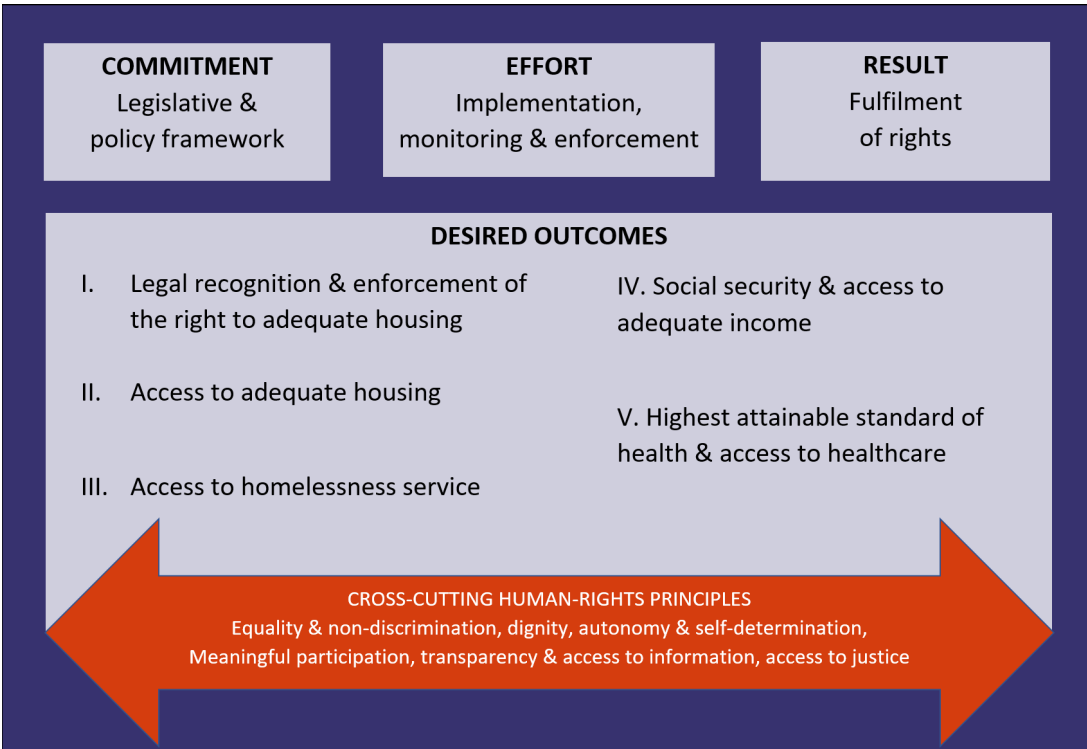 COMMITMENT
Legislative &
policy framework
EFFORT
Implementation,
monitoring & enforcement
RESULT
Fulfilment
of rights
DESIRED OUTCOMES
I. Legal recognition & enforcement of
the right to adequate housing
II. Access to adequate housing
III. Access to homelessness service
IV. Social security & access to
adequate income
V. Highest attainable standard of
health & access to healthcare
CROSS-CUTTING HUMAN-RIGHTS PRINCIPLES
Equality & non-discrimination, dignity, autonomy & self-determination,
Meaningful participation, transparency & access to information, access to justice